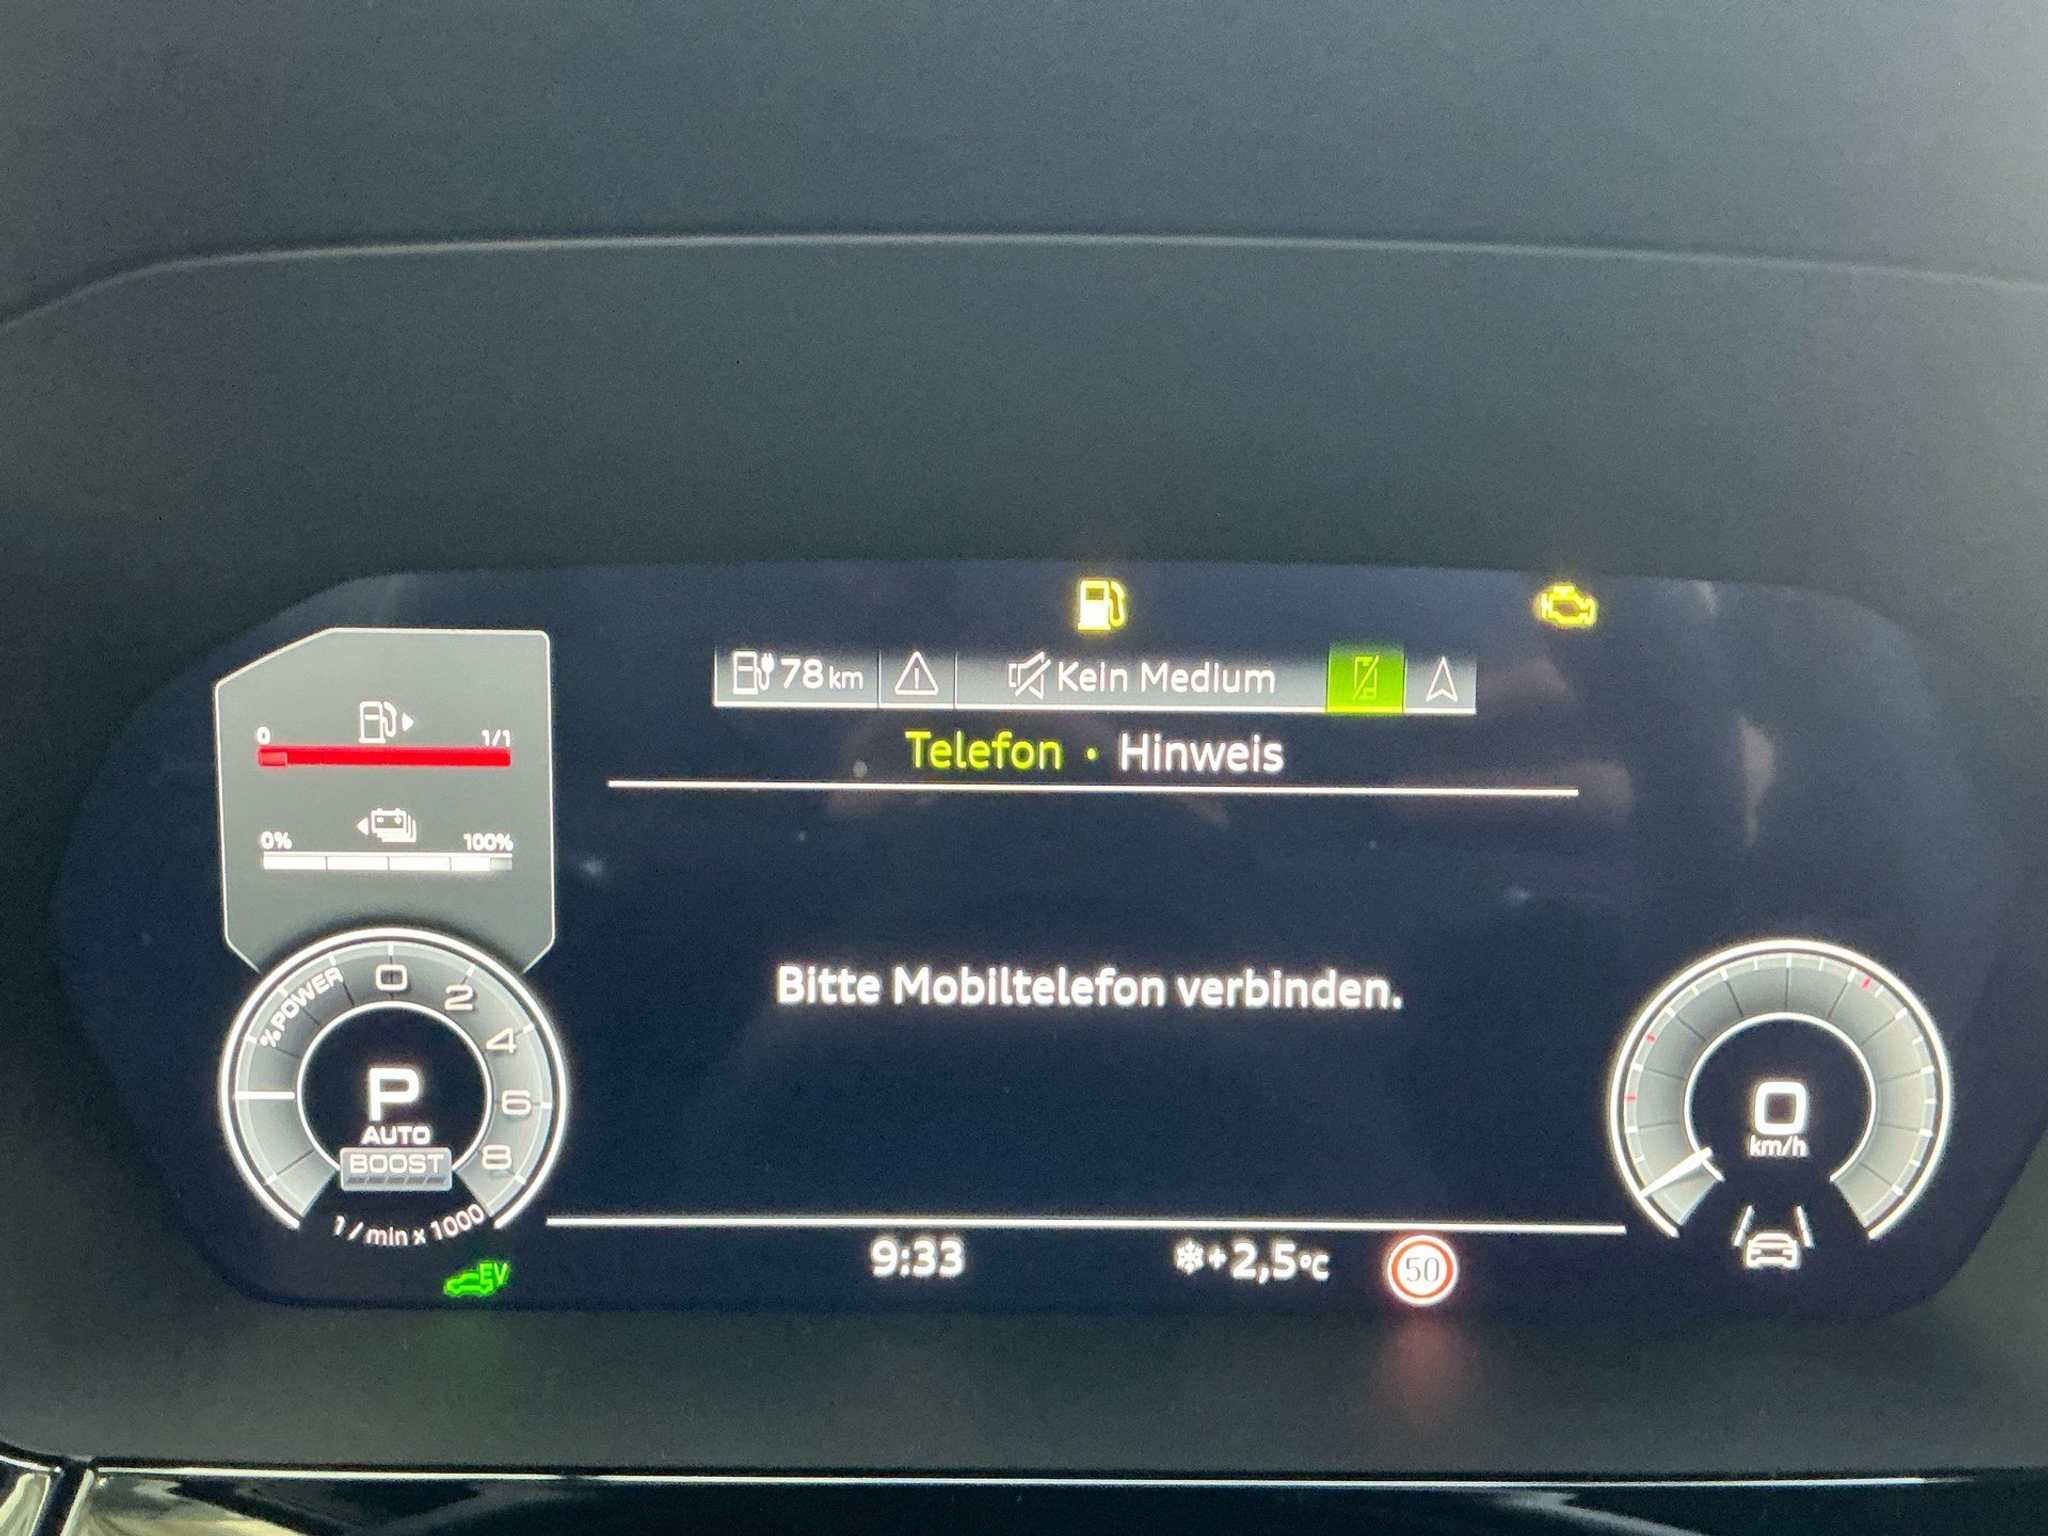 78 km Kein Medium
Telefon • Hinweis
0 1/1
0% 100%
Bitte Mobiltelefon verbinden.
%POWER 0 2 4 6 8
P
AUTO
BOOST
1 / min x 1000
0
km/h
EV
9:33 +2,5°C 50